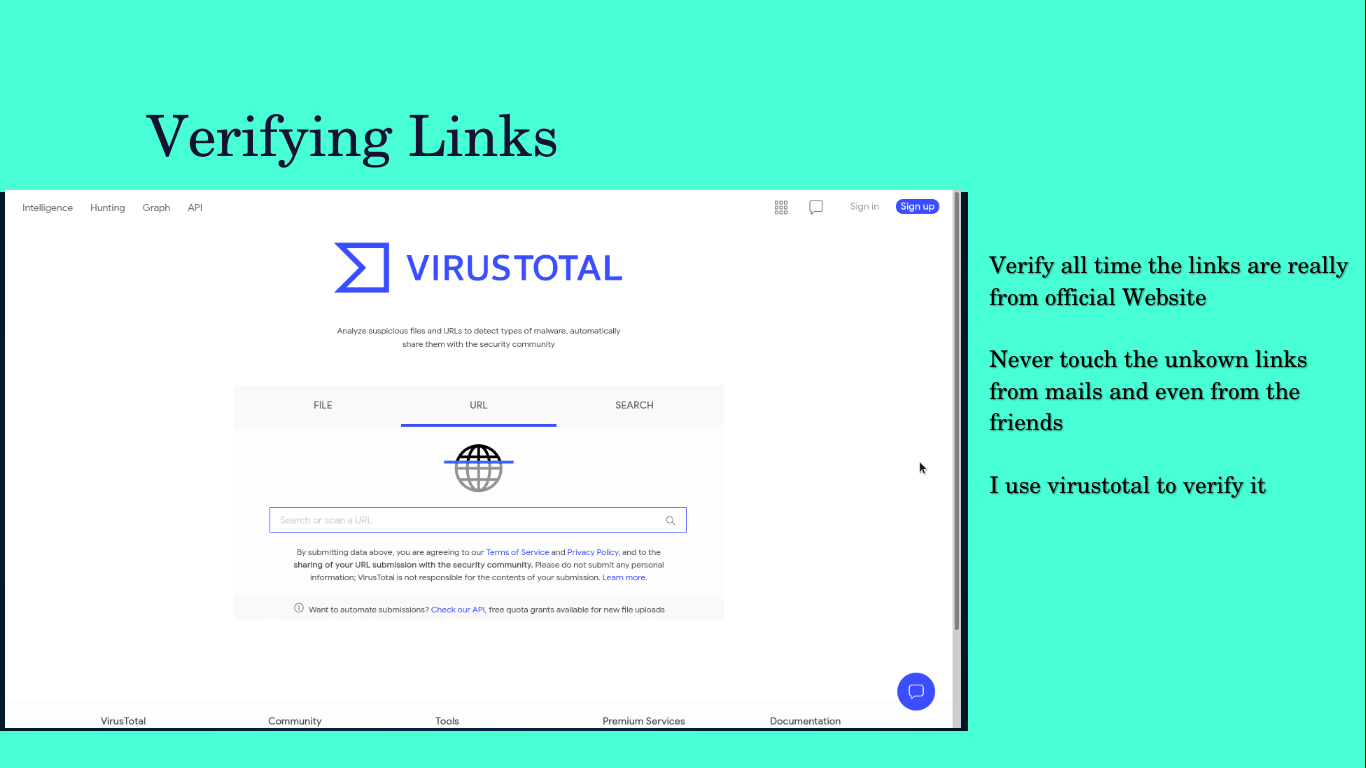 Verifying Links
Intelligence Hunting Graph API Sign in Sign up
VIRUSTOTAL
Analyze suspicious files and URLs to detect types of malware, automatically
share them with the security community
FILE URL SEARCH
Search or scan a URL
By submitting data above, you are agreeing to our Terms of Service and Privacy Policy, and to the
sharing of your URL submission with the security community. Please do not submit any personal
information; VirusTotal is not responsible for the contents of your submission. Learn more.
Want to automate submissions? Check our API, free quota grants available for new file uploads
VirusTotal Community Tools Premium Services Documentation
Verify all time the links are really
from official Website
Never touch the unkown links
from mails and even from the
friends
I use virustotal to verify it